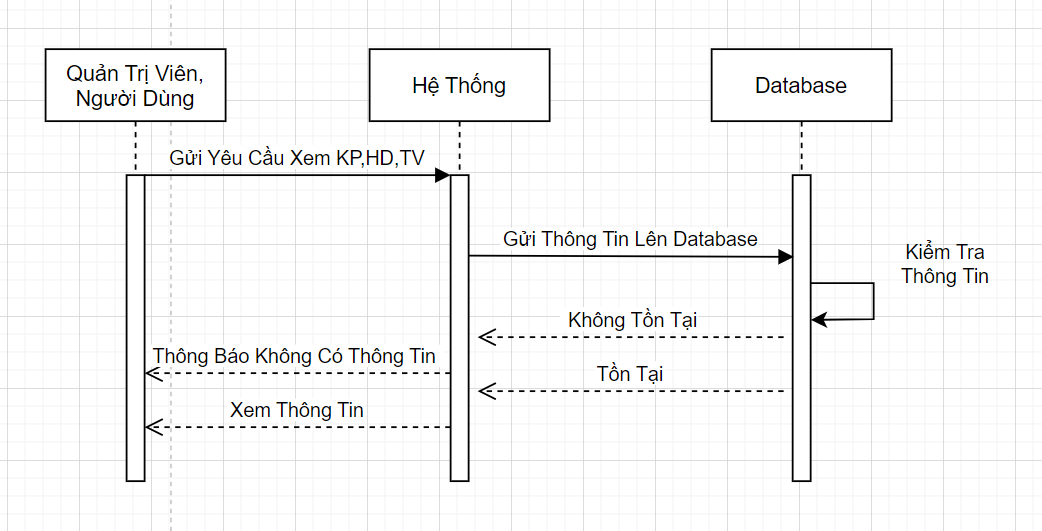 Quản Trị Viên,
Người Dùng
Hệ Thống
Database
Gửi Yêu Cầu Xem KP,HD,TV
Gửi Thông Tin Lên Database
Kiểm Tra
Thông Tin
Không Tồn Tại
Thông Báo Không Có Thông Tin
Tồn Tại
Xem Thông Tin